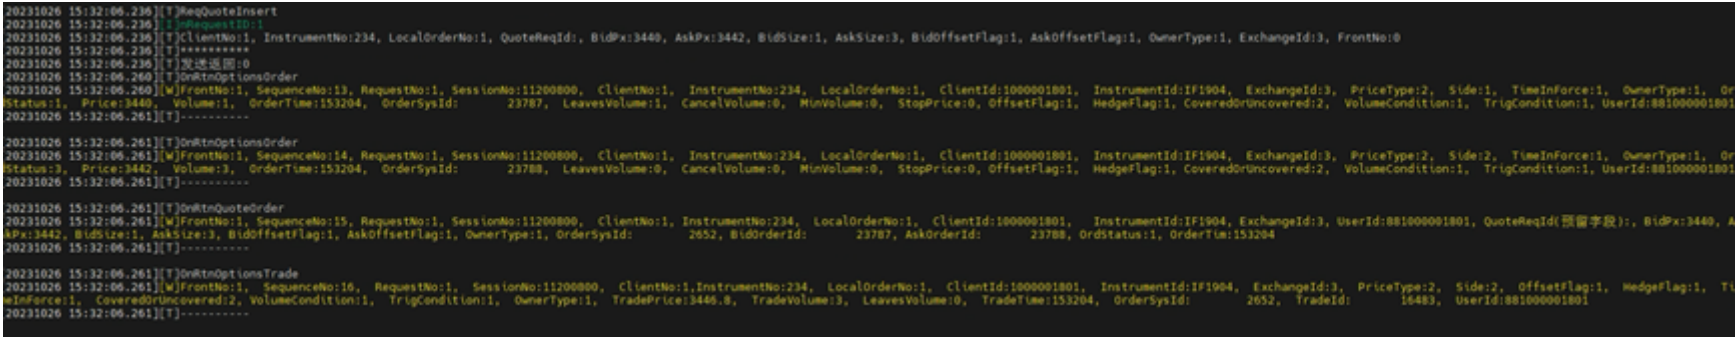 20231026 15:32:06.236][T]ReqQuoteInsert
20231026 15:32:06.236][I]nRequestID:1
20231026 15:32:06.236][T]ClientNo:1, InstrumentNo:234, LocalOrderNo:1, QuoteReqId:, BidPx:3440, AskPx:3442, BidSize:1, AskSize:3, BidOffsetFlag:1, AskOffsetFlag:1, OwnerType:1, ExchangeId:3, FrontNo:0
20231026 15:32:06.236][T]**********
20231026 15:32:06.236][T]发送返回:0
20231026 15:32:06.260][T]OnRtnOptionsOrder
20231026 15:32:06.260][W]FrontNo:1, SequenceNo:13, RequestNo:1, SessionNo:11200800, ClientNo:1, InstrumentNo:234, LocalOrderNo:1, ClientId:1000001801, InstrumentId:IF1904, ExchangeId:3, PriceType:2, Side:1, TimeInForce:1, OwnerType:1, Or
Status:1, Price:3440, Volume:1, OrderTime:153204, OrderSysId: 23787, LeavesVolume:1, CancelVolume:0, MinVolume:0, StopPrice:0, OffsetFlag:1, HedgeFlag:1, CoveredOrUncovered:2, VolumeCondition:1, TrigCondition:1, UserId:881000001801
20231026 15:32:06.261][T]----------
20231026 15:32:06.261][T]OnRtnOptionsOrder
20231026 15:32:06.261][W]FrontNo:1, SequenceNo:14, RequestNo:1, SessionNo:11200800, ClientNo:1, InstrumentNo:234, LocalOrderNo:1, ClientId:1000001801, InstrumentId:IF1904, ExchangeId:3, PriceType:2, Side:2, TimeInForce:1, OwnerType:1, Or
Status:3, Price:3442, Volume:3, OrderTime:153204, OrderSysId: 23788, LeavesVolume:0, CancelVolume:0, MinVolume:0, StopPrice:0, OffsetFlag:1, HedgeFlag:1, CoveredOrUncovered:2, VolumeCondition:1, TrigCondition:1, UserId:881000001801
20231026 15:32:06.261][T]----------
20231026 15:32:06.261][T]OnRtnQuoteOrder
20231026 15:32:06.261][W]FrontNo:1, SequenceNo:15, RequestNo:1, SessionNo:11200800, ClientNo:1, InstrumentNo:234, LocalOrderNo:1, ClientId:1000001801, InstrumentId:IF1904, ExchangeId:3, UserId:881000001801, QuoteReqId(预留字段):, BidPx:3440, A
kPx:3442, BidSize:1, AskSize:3, BidOffsetFlag:1, AskOffsetFlag:1, OwnerType:1, OrderSysId: 2652, BidOrderId: 23787, AskOrderId: 23788, OrdStatus:1, OrderTim:153204
20231026 15:32:06.261][T]----------
20231026 15:32:06.261][T]OnRtnOptionsTrade
20231026 15:32:06.261][W]FrontNo:1, SequenceNo:16, RequestNo:1, SessionNo:11200800, ClientNo:1,InstrumentNo:234, LocalOrderNo:1, ClientId:1000001801, InstrumentId:IF1904, ExchangeId:3, PriceType:2, Side:2, OffsetFlag:1, HedgeFlag:1, Ti
eInForce:1, CoveredOrUncovered:2, VolumeCondition:1, TrigCondition:1, OwnerType:1, TradePrice:3446.8, TradeVolume:3, LeavesVolume:0, TradeTime:153204, OrderSysId: 2652, TradeId: 16483, UserId:881000001801
20231026 15:32:06.261][T]----------